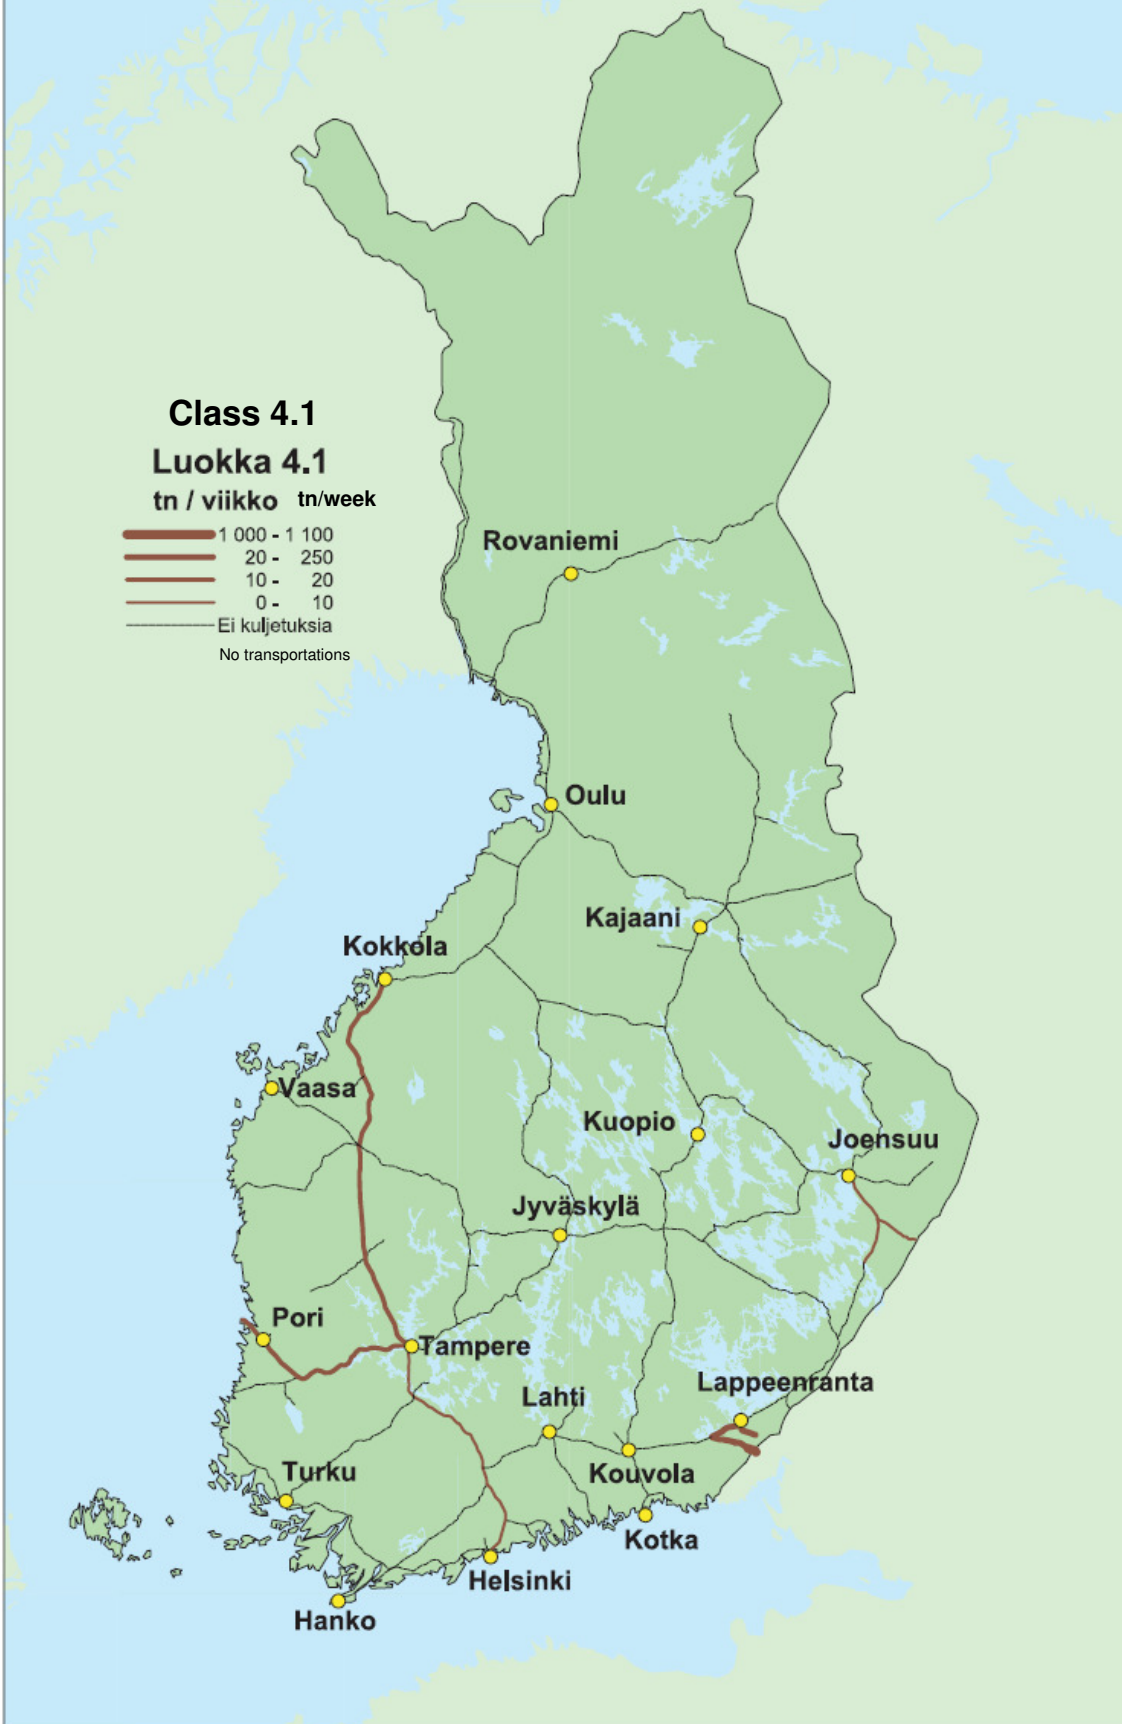 Class 4.1
Luokka 4.1
tn / viikko tn/week
1 000 - 1 100
20 - 250
10 - 20
0 - 10
Ei kuljetuksia
No transportations
Rovaniemi
Oulu
Kajaani
Kokkola
Vaasa
Kuopio
Joensuu
Jyväskylä
Pori
Tampere
Lappeenranta
Lahti
Kouvola
Turku
Kotka
Helsinki
Hanko